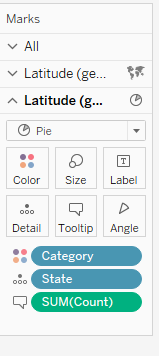 Marks
All
Latitude (ge...
Latitude (g...
Pie
Color Size Label
T
Detail Tooltip Angle
Category
State
SUM(Count)